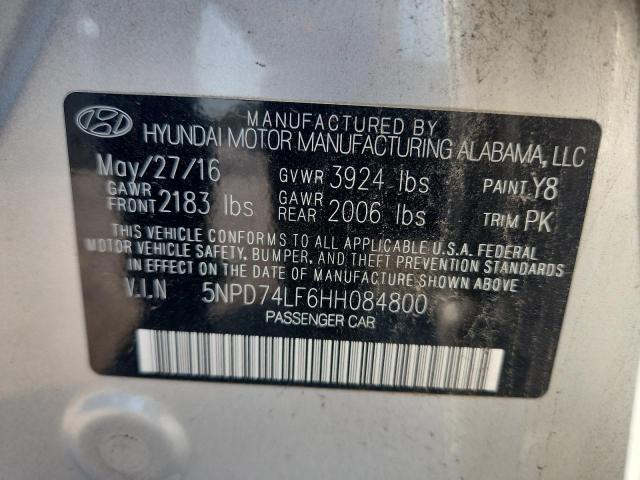 MANUFACTURED BY
HYUNDAI MOTOR MANUFACTURING ALABAMA, LLC
May/27/16 GVWR 3924 lbs PAINT Y8
GAWR FRONT 2183 lbs GAWR REAR 2006 lbs TRIM PK
THIS VEHICLE CONFORMS TO ALL APPLICABLE U.S.A. FEDERAL
MOTOR VEHICLE SAFETY, BUMPER, AND THEFT PREVENTION STANDARDS
IN EFFECT ON THE DATE OF MANUFACTURE SHOWN ABOVE
V.I.N 5NPD74LF6HH084800
PASSENGER CAR